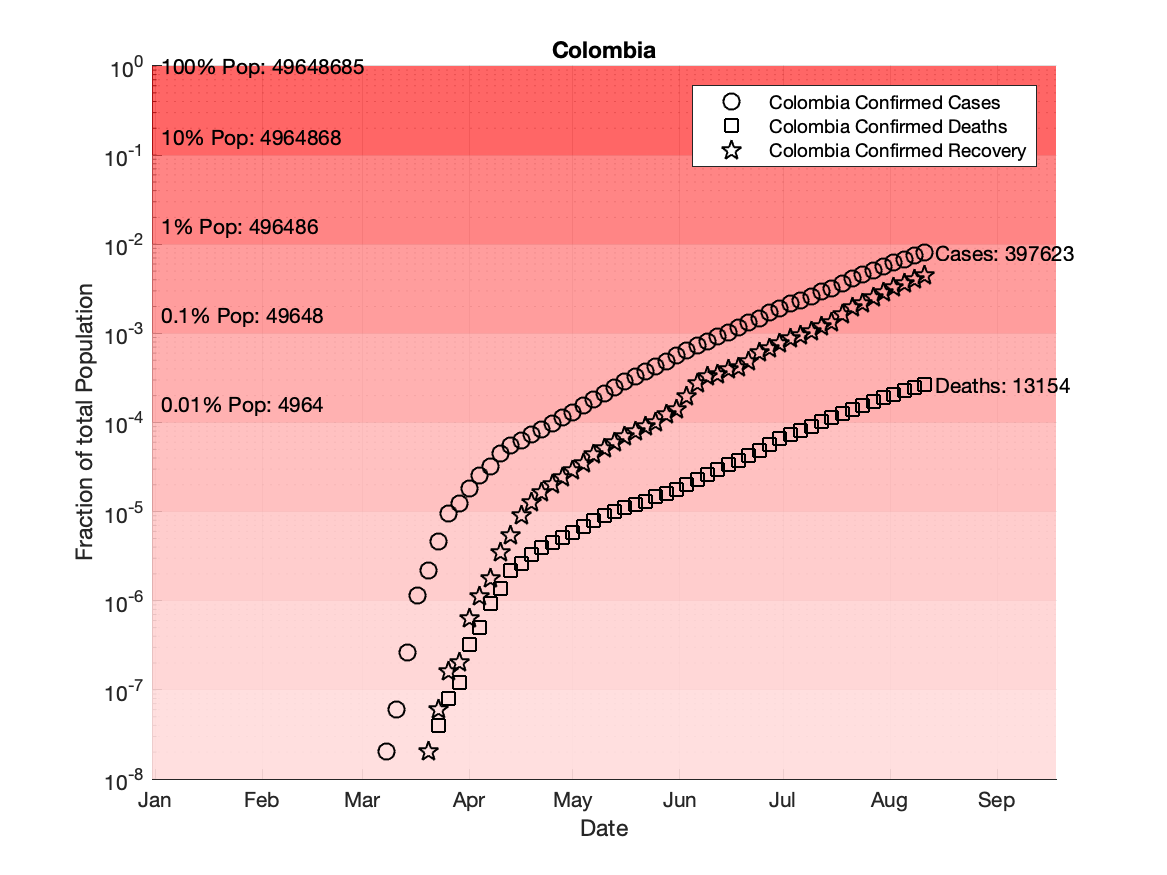 Colombia
10^0
100% Pop: 49648685
Colombia Confirmed Cases
Colombia Confirmed Deaths
Colombia Confirmed Recovery
10% Pop: 4964868
10^-1
1% Pop: 496486
10^-2
Cases: 397623
0.1% Pop: 49648
10^-3
Deaths: 13154
0.01% Pop: 4964
10^-4
10^-5
10^-6
10^-7
10^-8
Fraction of total Population
Jan Feb Mar Apr May Jun Jul Aug Sep
Date